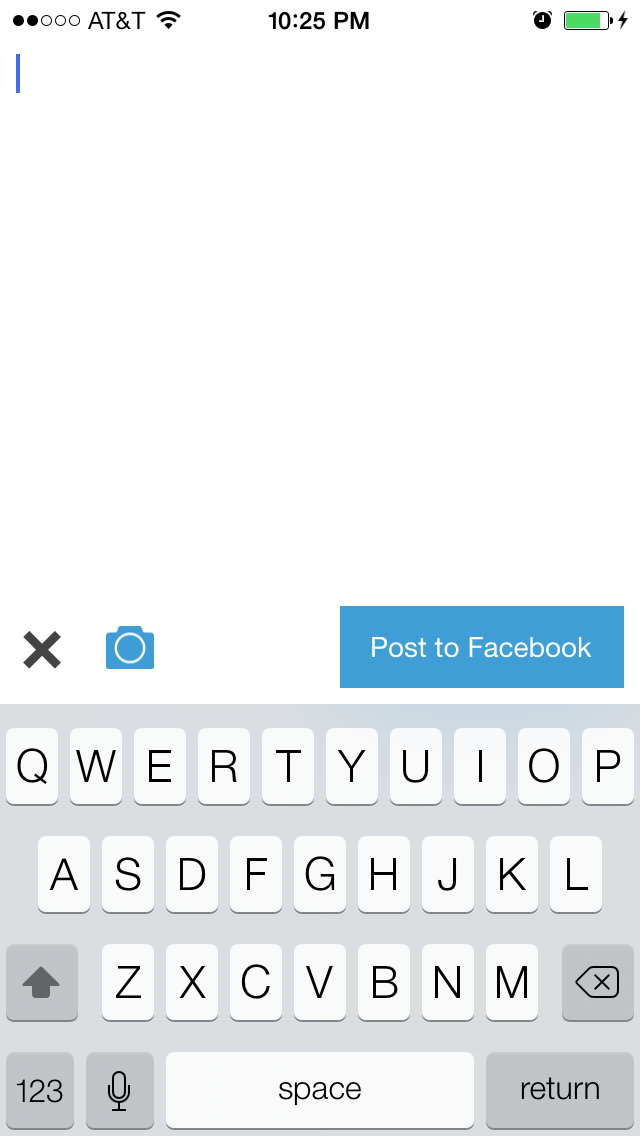 AT&T 10:25 PM
Post to Facebook
Q W E R T Y U I O P
A S D F G H J K L
Z X C V B N M
123 space return